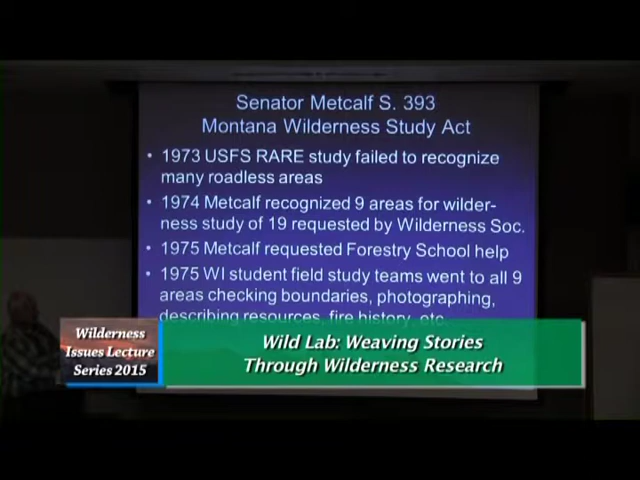 Senator Metcalf S. 393
Montana Wilderness Study Act
• 1973 USFS RARE study failed to recognize
many roadless areas
• 1974 Metcalf recognized 9 areas for wilder-
ness study of 19 requested by Wilderness Soc.
• 1975 Metcalf requested Forestry School help
• 1975 WI student field study teams went to all 9
areas checking boundaries, photographing,
describing resources, fire history, etc.
Wilderness
Issues Lecture
Series 2015
Wild Lab: Weaving Stories
Through Wilderness Research